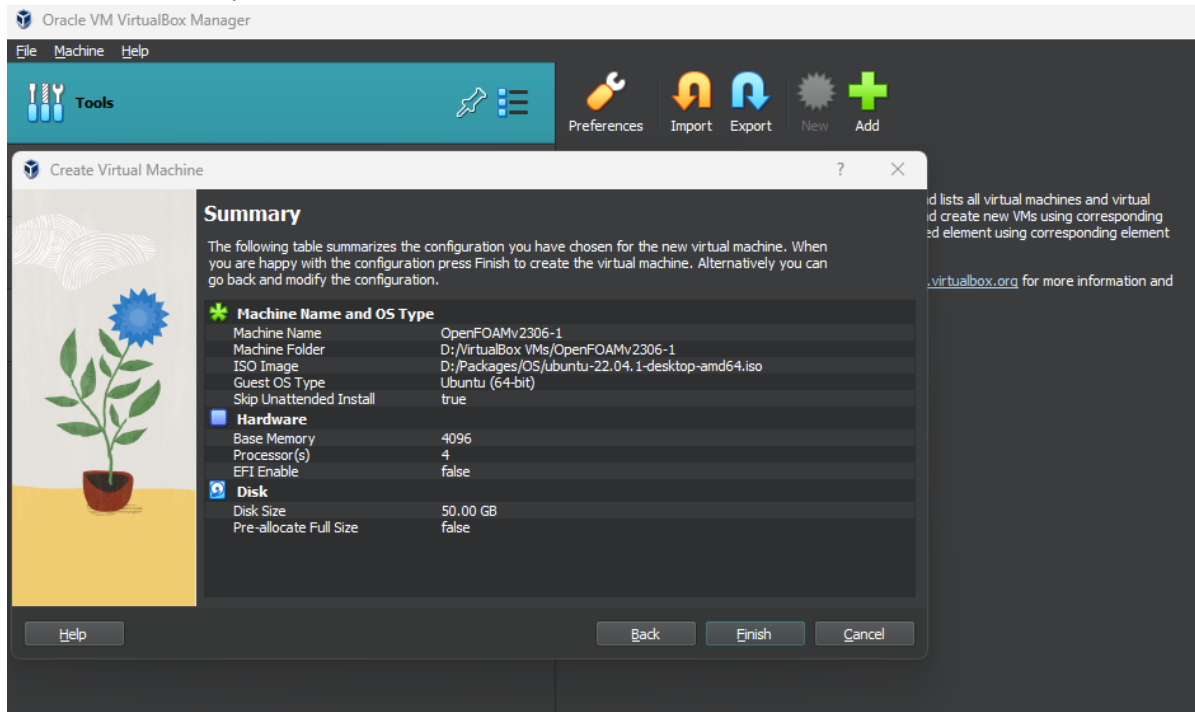 Oracle VM VirtualBox Manager
File Machine Help
Tools
Preferences Import Export New Add
Create Virtual Machine ? ×
Summary
The following table summarizes the configuration you have chosen for the new virtual machine. When
you are happy with the configuration press Finish to create the virtual machine. Alternatively you can
go back and modify the configuration.
Machine Name and OS Type
Machine Name OpenFOAMv2306-1
Machine Folder D:/VirtualBox VMs/OpenFOAMv2306-1
ISO Image D:/Packages/OS/ubuntu-22.04.1-desktop-amd64.iso
Guest OS Type Ubuntu (64-bit)
Skip Unattended Install true
Hardware
Base Memory 4096
Processor(s) 4
EFI Enable false
Disk
Disk Size 50.00 GB
Pre-allocate Full Size false
Help Back Finish Cancel
lists all virtual machines and virtual
create new VMs using corresponding
element using corresponding element
.virtualbox.org for more information and